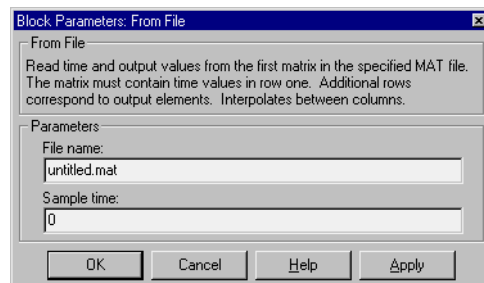 Block Parameters: From File
From File
Read time and output values from the first matrix in the specified MAT file.
The matrix must contain time values in row one.  Additional rows
correspond to output elements.  Interpolates between columns.
Parameters
File name:
untitled.mat
Sample time:
0
OK Cancel Help Apply